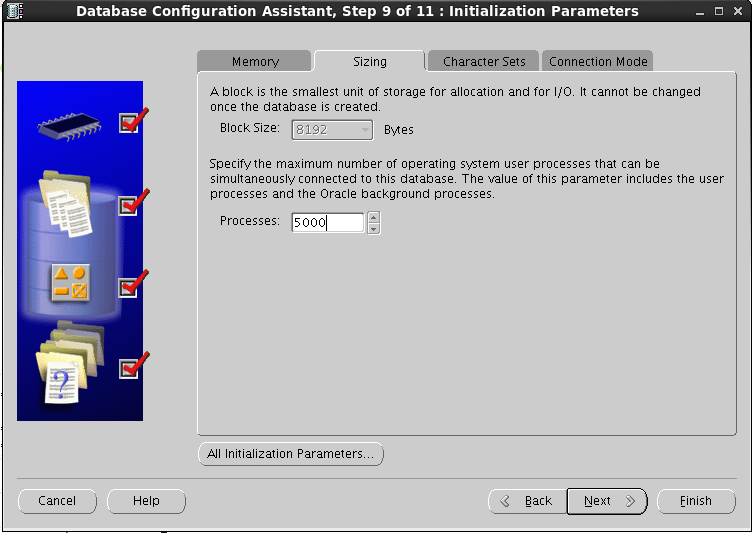 Database Configuration Assistant, Step 9 of 11 : Initialization Parameters
Memory Sizing Character Sets Connection Mode
A block is the smallest unit of storage for allocation and for I/O. It cannot be changed
once the database is created.
Block Size: 8192 Bytes
Specify the maximum number of operating system user processes that can be
simultaneously connected to this database. The value of this parameter includes the user
processes and the Oracle background processes.
Processes: 5000
?
All Initialization Parameters...
Cancel Help Back Next Finish